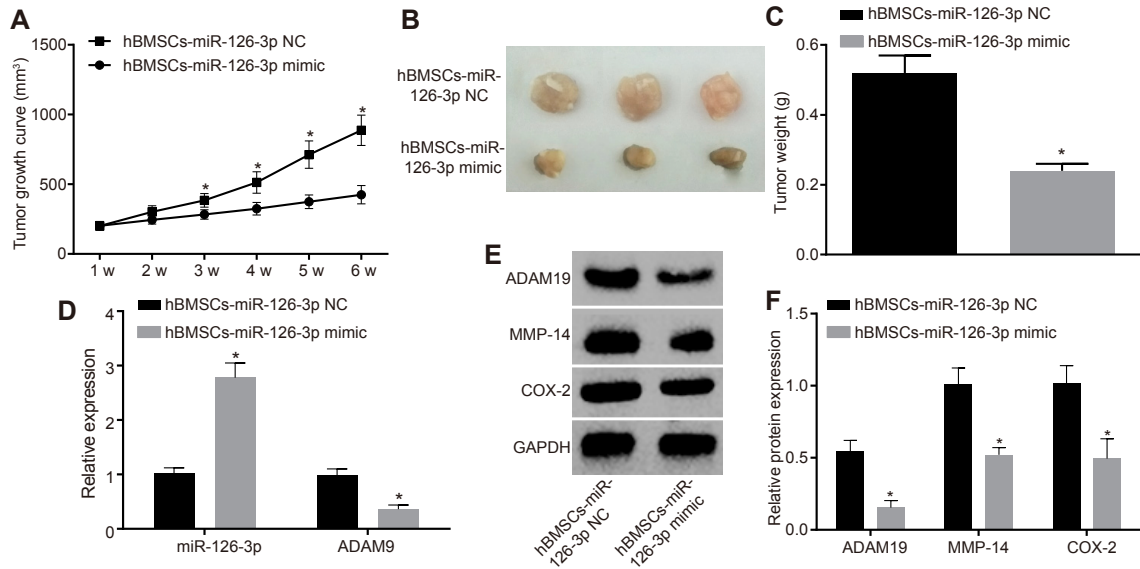 A
hBMSCs-miR-126-3p NC
hBMSCs-miR-126-3p mimic
Tumor growth curve (mm³)
1500
1000
500
0
1 w 2 w 3 w 4 w 5 w 6 w
* * * *
B
hBMSCs-miR-
126-3p NC
hBMSCs-miR-
126-3p mimic
C
hBMSCs-miR-126-3p NC
hBMSCs-miR-126-3p mimic
Tumor weight (g)
0.6
0.4
0.2
0.0
*
D
hBMSCs-miR-126-3p NC
hBMSCs-miR-126-3p mimic
Relative expression
4
3
2
1
0
* *
miR-126-3p ADAM9
E
ADAM19
MMP-14
COX-2
GAPDH
hBMSCs-miR-
126-3p NC
hBMSCs-miR-
126-3p mimic
F
hBMSCs-miR-126-3p NC
hBMSCs-miR-126-3p mimic
Relative protein expression
1.5
1.0
0.5
0.0
* * *
ADAM19 MMP-14 COX-2